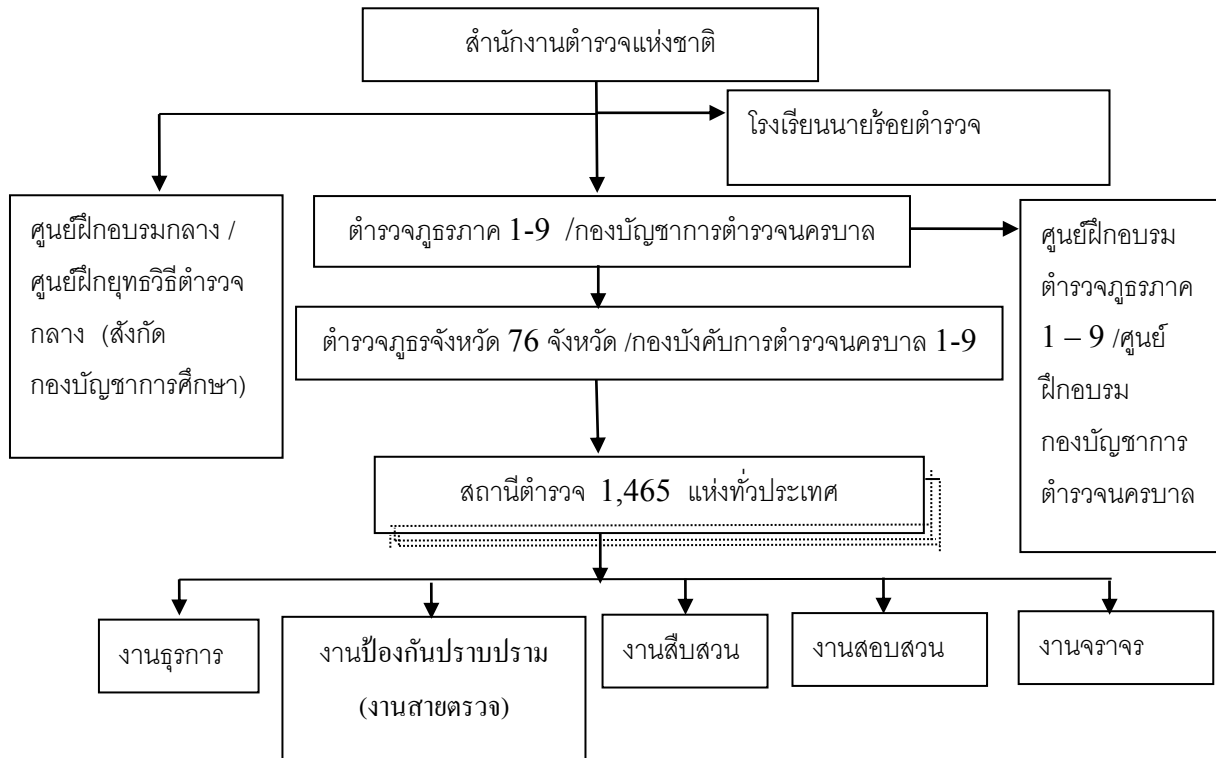 สำนักงานตำรวจแห่งชาติ
โรงเรียนนายร้อยตำรวจ
ศูนย์ฝึกอบรมกลาง /
ศูนย์ฝึกยุทธวิธีตำรวจ
กลาง (สังกัด
กองบัญชาการศึกษา)
ตำรวจภูธรภาค 1-9 /กองบัญชาการตำรวจนครบาล
ศูนย์ฝึกอบรม
ตำรวจภูธรภาค
1 – 9 /ศูนย์
ฝึกอบรม
กองบัญชาการ
ตำรวจนครบาล
ตำรวจภูธรจังหวัด 76 จังหวัด /กองบังคับการตำรวจนครบาล 1-9
สถานีตำรวจ 1,465 แห่งทั่วประเทศ
งานธุรการ
งานป้องกันปราบปราม
(งานสายตรวจ)
งานสืบสวน
งานสอบสวน
งานจราจร